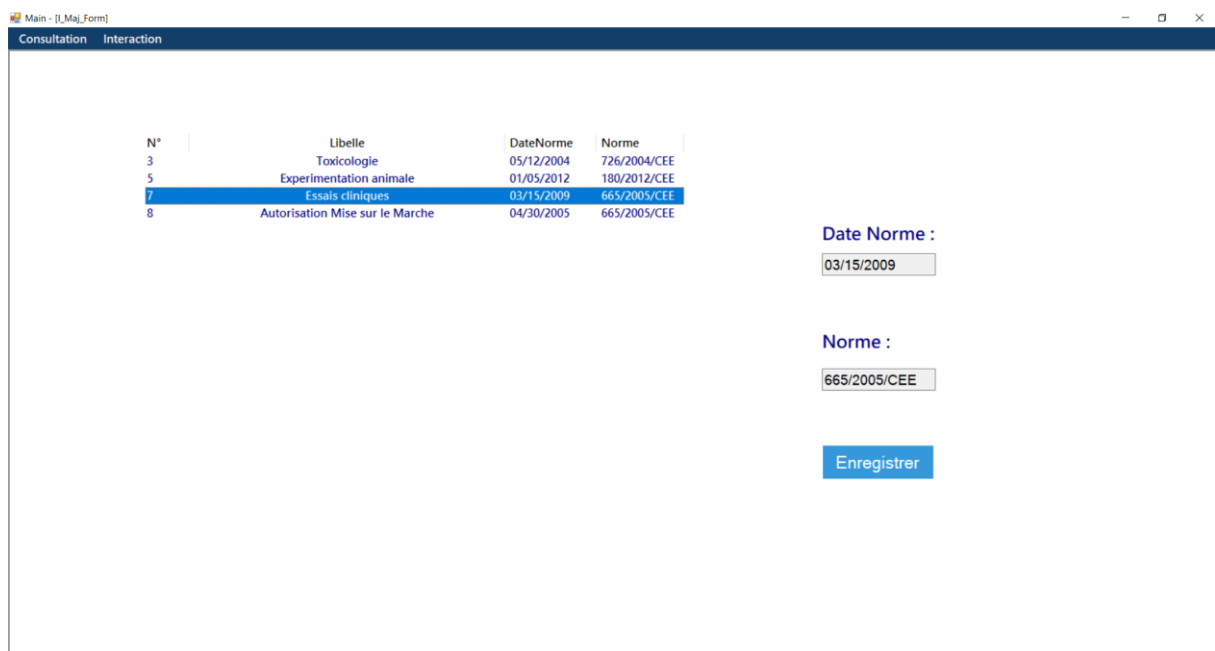 Main - [I_Maj_Form]
Consultation Interaction
N° Libelle DateNorme Norme
3 Toxicologie 05/12/2004 726/2004/CEE
5 Experimentation animale 01/05/2012 180/2012/CEE
7 Essais cliniques 03/15/2009 665/2005/CEE
8 Autorisation Mise sur le Marche 04/30/2005 665/2005/CEE
Date Norme :
03/15/2009
Norme :
665/2005/CEE
Enregistrer